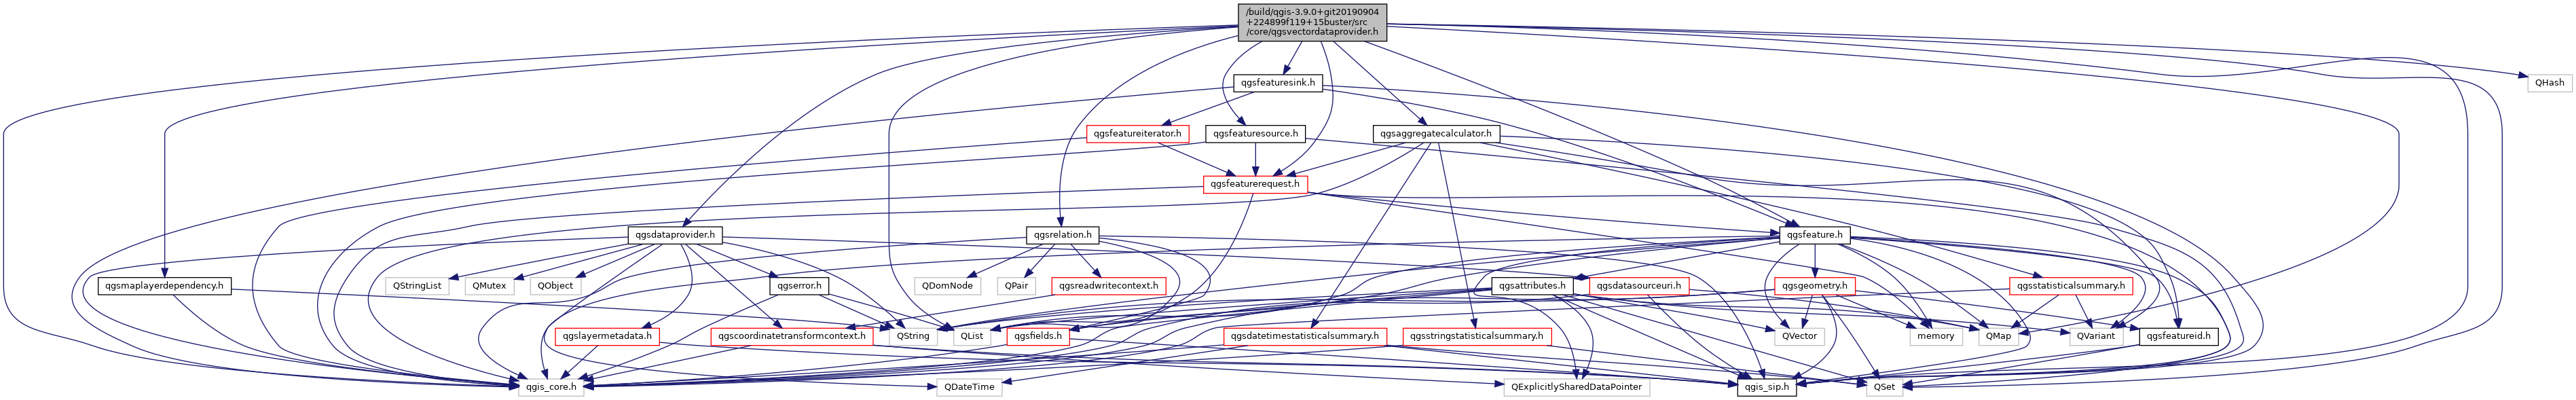 /build/qgis-3.9.0+git20190904
+224899f119+15buster/src
/core/qgsvectordataprovider.h
qgsfeaturesink.h
QHash
qgsfeatureiterator.h
qgsfeaturesource.h
qgsaggregatecalculator.h
qgsfeaturerequest.h
qgsdataprovider.h
qgsrelation.h
qgsfeature.h
qgsmaplayerdependency.h
QStringList
QMutex
QObject
qgserror.h
QDomNode
QPair
qgsreadwritecontext.h
qgsattributes.h
qgsdatasourceuri.h
qgsgeometry.h
qgsstatisticalsummary.h
qgslayermetadata.h
qgscoordinatetransformcontext.h
QString
QList
qgsfields.h
qgsdatetimestatisticalsummary.h
qgsstringstatisticalsummary.h
QVector
memory
QMap
QVariant
qgsfeatureid.h
qgis_core.h
QDateTime
QExplicitlySharedDataPointer
qgis_sip.h
QSet